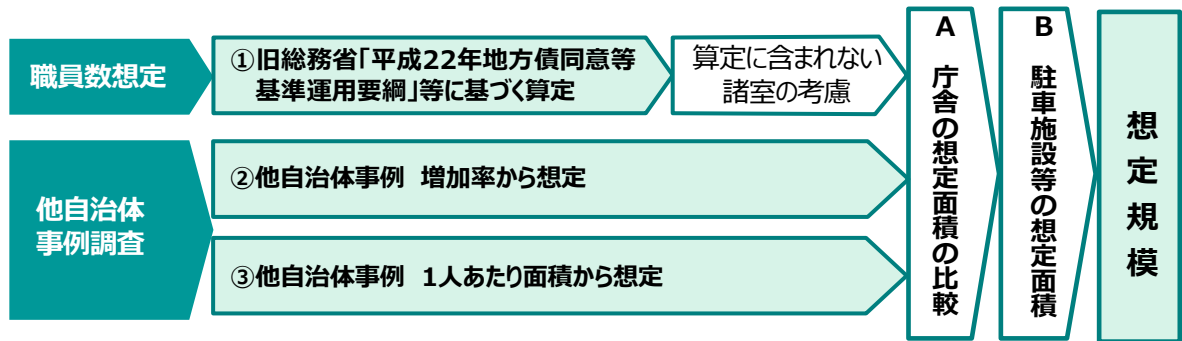 職員数想定
①旧総務省「平成22年地方債同意等
基準運用要綱」等に基づく算定
算定に含まれない
諸室の考慮
他自治体
事例調査
②他自治体事例 増加率から想定
③他自治体事例 1人あたり面積から想定
A 庁舎の想定面積の比較
B 駐車施設等の想定面積
想定規模